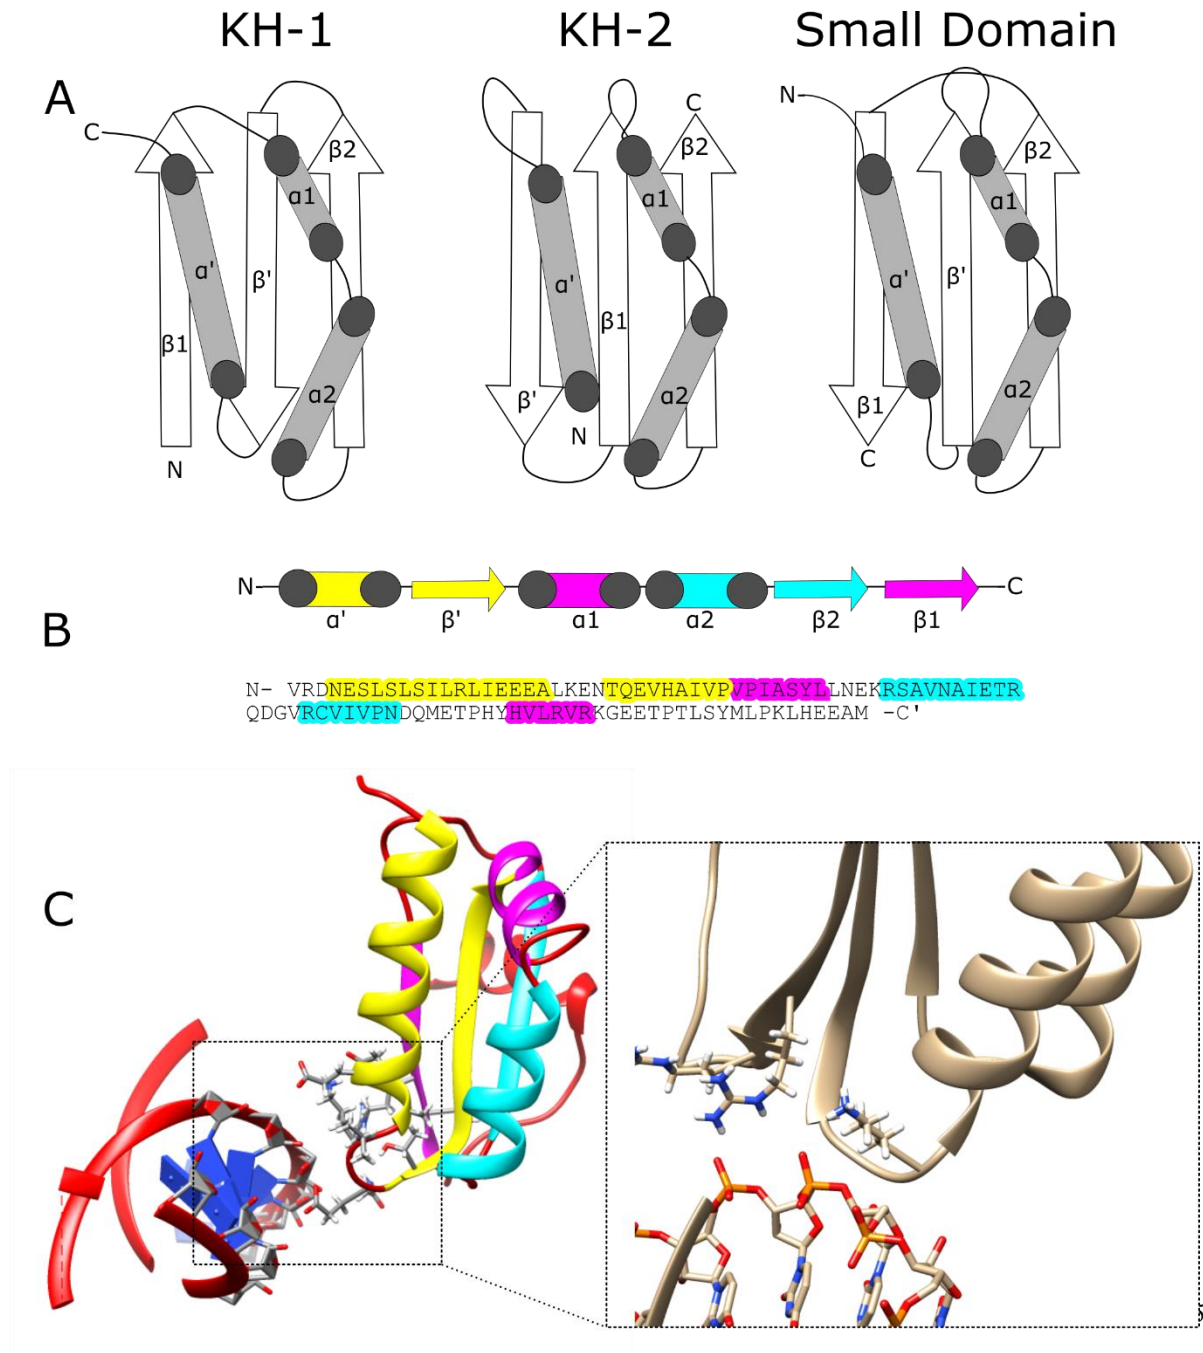 KH-1 KH-2 Small Domain
A
C β2 α1 α' β' β1 α2 N
C β2 α1 α' β1 β' α2 N
N- β2 α1 α' β' β1 α2 C
N C
α' β' α1 α2 β2 β1
B
N- VRDNESLSLSILRLIEEEALKENTQEVHAIVPVPIASYLLNEKRSAVNAIETR
QDGVRCVIVPNDQMETPHYHVLRVRKGEETPTLSYMLPKLHEEAM -C'
C